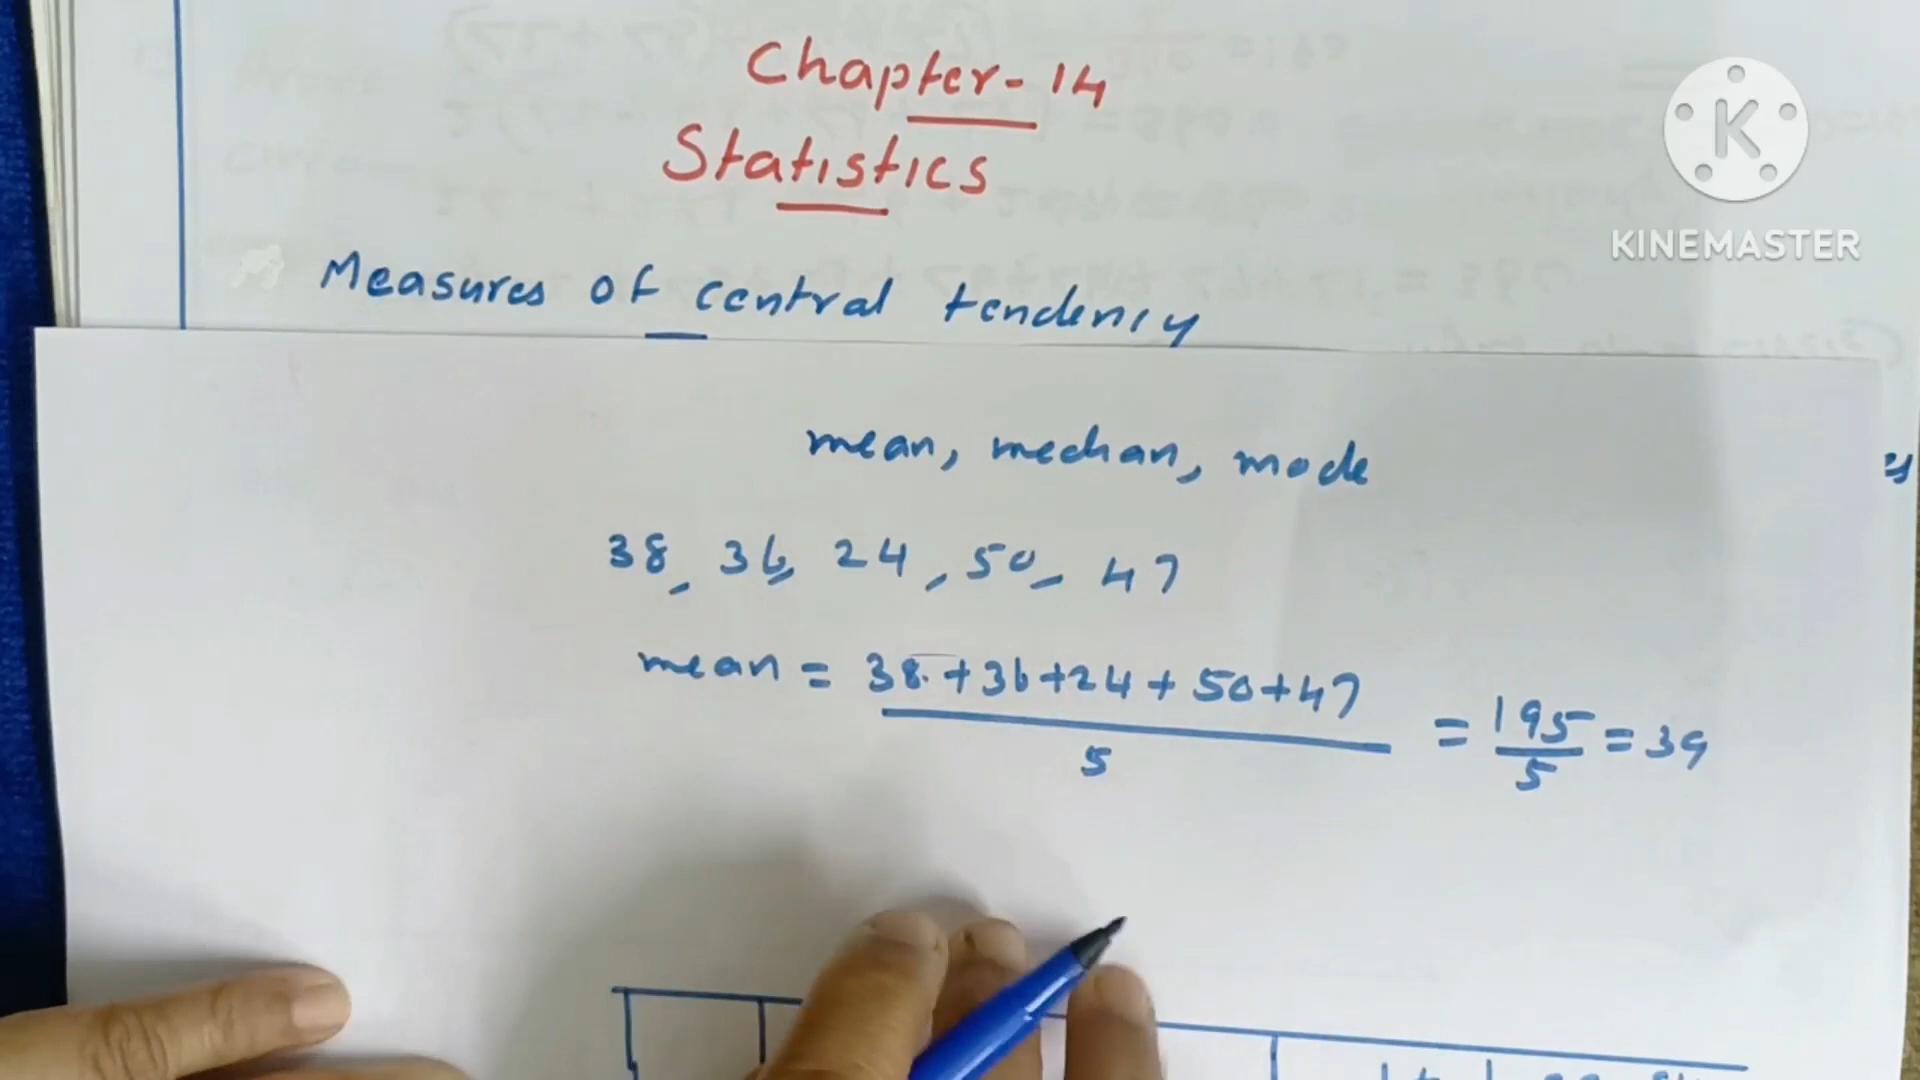 Chapter-14
Statistics
KINEMASTER
Measures of central tendency
mean, median, mode
38, 36, 24, 50, 47
mean = 38+36+24+50+47 / 5 = 195/5 = 39